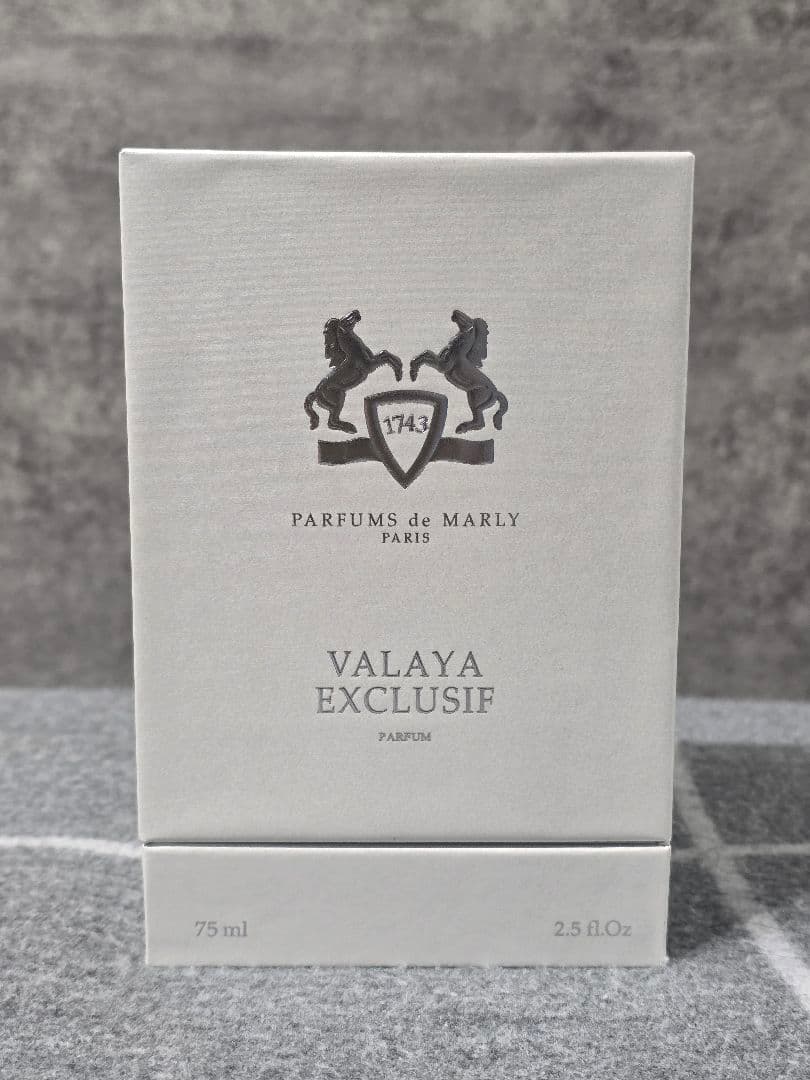 1743
PARFUMS de MARLY
PARIS
VALAYA
EXCLUSIF
PARFUM
75 ml 2.5 fl.Oz